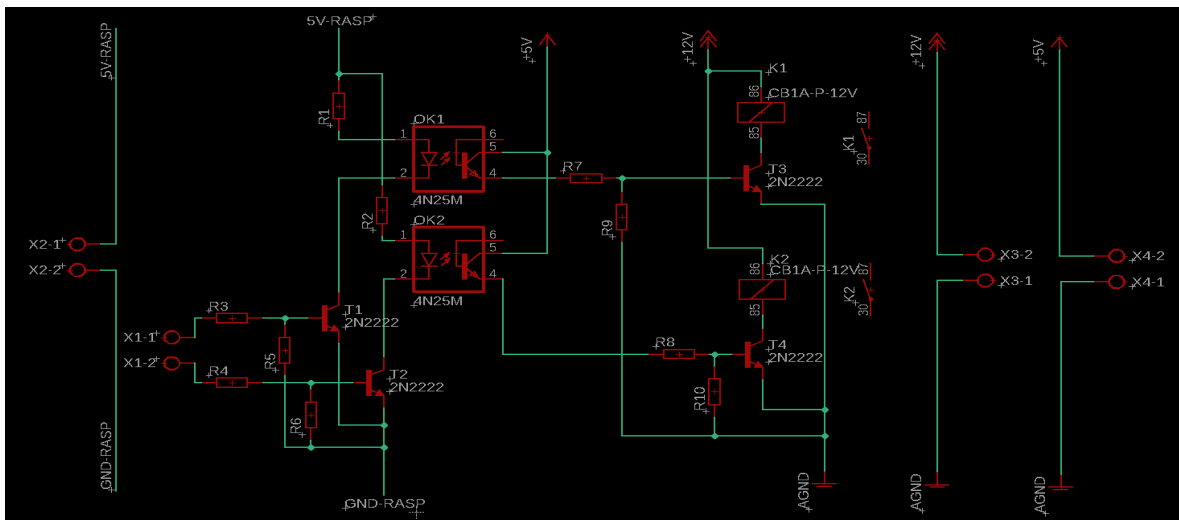 5V-RASP
5V-RASP
+5V
+12V
K1
CB1A-P-12V
86
85
K1
87
30
+12V
+5V
R1
OK1
1
2
6
5
4
4N25M
R7
T3
2N2222
R2
OK2
1
2
6
5
4
4N25M
R9
K2
CB1A-P-12V
86
85
K2
87
30
X2-1
X2-2
X3-2
X3-1
X4-2
X4-1
R3
T1
2N2222
X1-1
X1-2
R5
R4
T2
2N2222
R6
R8
T4
2N2222
R10
GND-RASP
GND-RASP
AGND
AGND
AGND